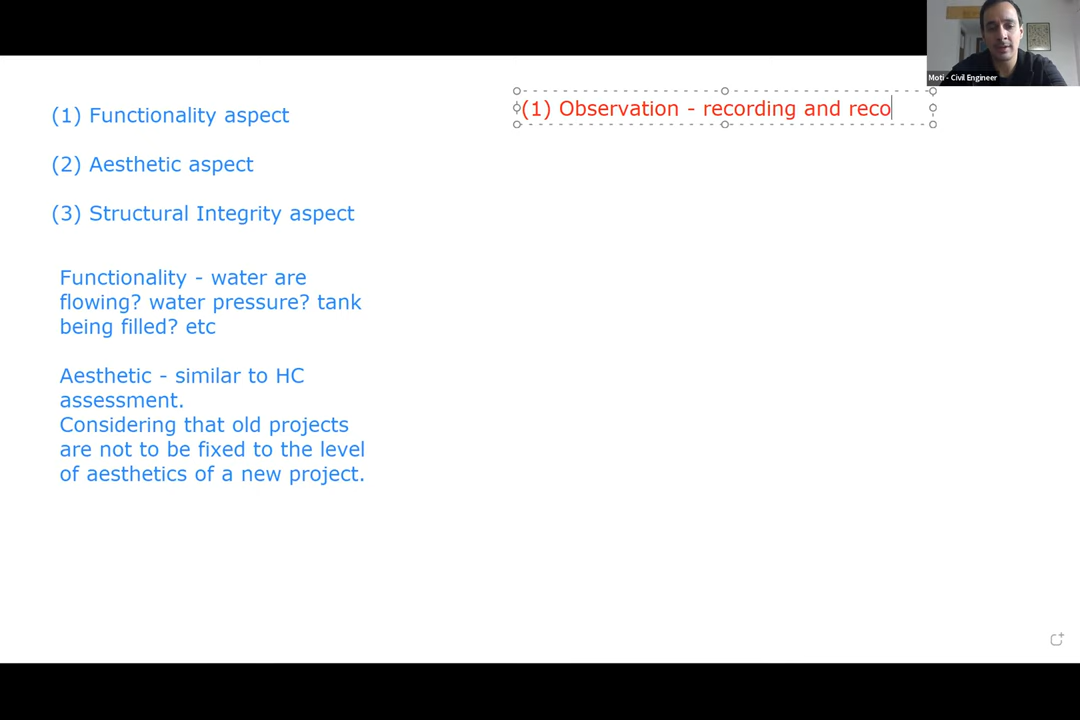 (1) Functionality aspect
(2) Aesthetic aspect
(3) Structural Integrity aspect
Functionality - water are
flowing? water pressure? tank
being filled? etc
Aesthetic - similar to HC
assessment.
Considering that old projects
are not to be fixed to the level
of aesthetics of a new project.
(1) Observation - recording and reco
Moti - Civil Engineer